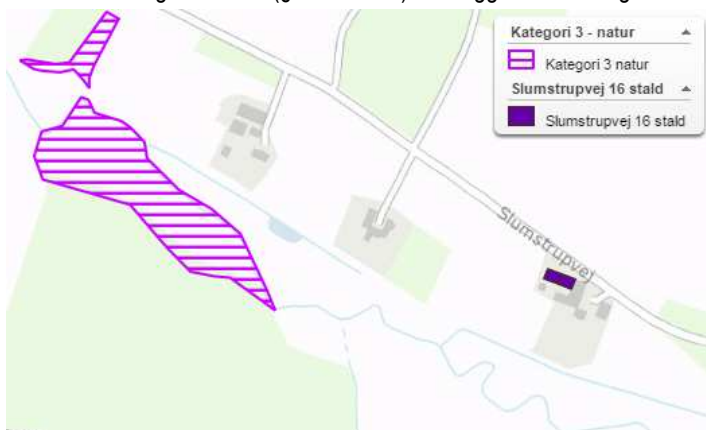 Kategori 3 - natur
Kategori 3 natur
Slumstrupvej 16 stald
Slumstrupvej 16 stald
Slumstrupvej